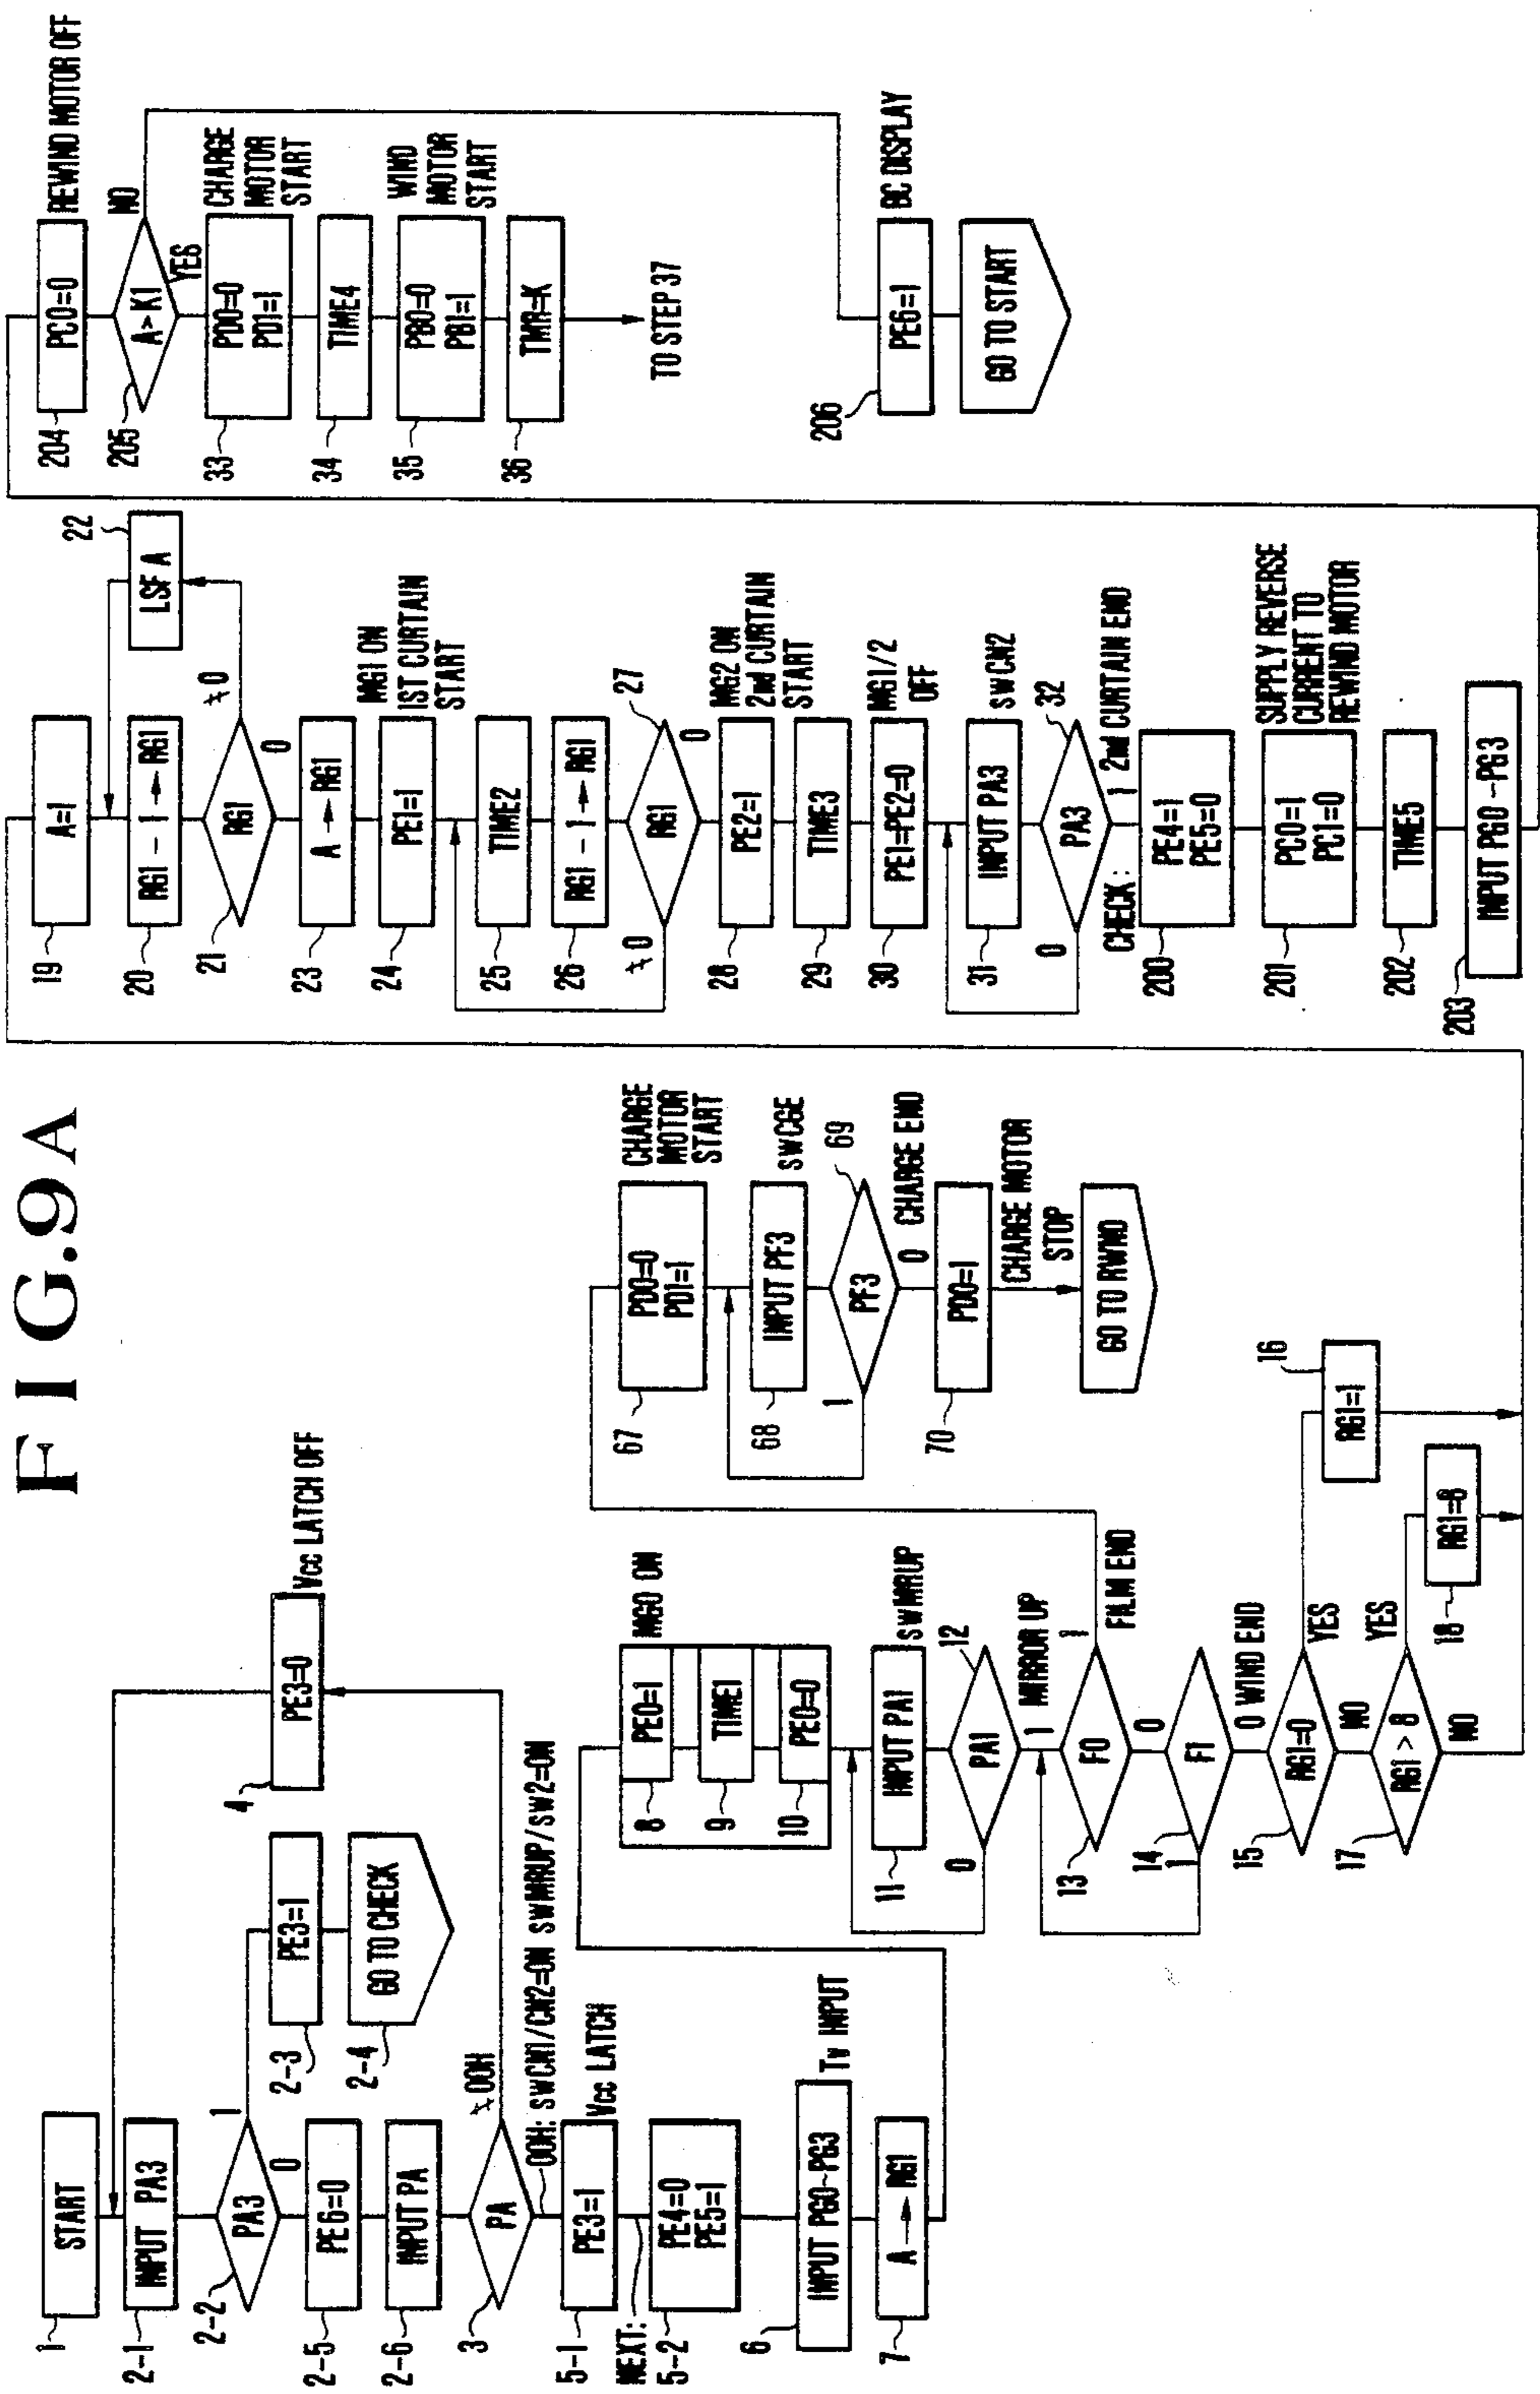 FIG.9A
1
START
2-1
INPUT PA3
2-2
PA3
1
0
2-3
PE3=1
2-4
GO TO CHECK
4
PE3=0
Vcc LATCH OFF
2-5
PE6=0
2-6
INPUT PA
3
PA
≠00H
00H: SWCN1/CN2=ON SWMRUP/SW2=ON
5-1
PE3=1
Vcc LATCH
NEXT:
5-2
PE4=0
PE5=1
6
INPUT PG0~PG3
Tv INPUT
7
A → RG1
8
PE0=1
MG0 ON
9
TIME1
10
PE0=0
11
INPUT PA1
SWMRUP
12
PA1
0
1
MIRROR UP
13
F0
1
FILM END
0
14
F1
1
0 WIND END
15
RG1=0
YES
NO
16
RG1=1
17
RG1 > 8
YES
NO
18
RG1=8
67
PD0=0
PD1=1
CHARGE
MOTOR
START
68
INPUT PF3
SWCGE
69
PF3
1
0
CHARGE END
70
PD0=1
CHARGE MOTOR
STOP
GO TO RWND
19
A=1
20
RG1 - 1 → RG1
21
RG1
≠0
0
22
LSF A
23
A → RG1
24
PE1=1
MG1 ON
1ST CURTAIN
START
25
TIME2
26
RG1 - 1 → RG1
27
RG1
≠0
0
28
PE2=1
MG2 ON
2nd CURTAIN
START
29
TIME3
30
PE1=PE2=0
MG1/2
OFF
31
INPUT PA3
SWCN2
32
PA3
0
1
2nd CURTAIN END
CHECK:
200
PE4=1
PE5=0
201
PC0=1
PC1=0
SUPPLY REVERSE
CURRENT TO
REWIND MOTOR
202
TIME5
203
INPUT PG0~PG3
204
PC0=0
REWIND MOTOR OFF
205
A > K1
NO
YES
33
PD0=0
PD1=1
CHARGE
MOTOR
START
34
TIME4
35
PB0=0
PB1=1
WIND
MOTOR
START
36
TMR=K
TO STEP 37
206
PE6=1
BC DISPLAY
GO TO START